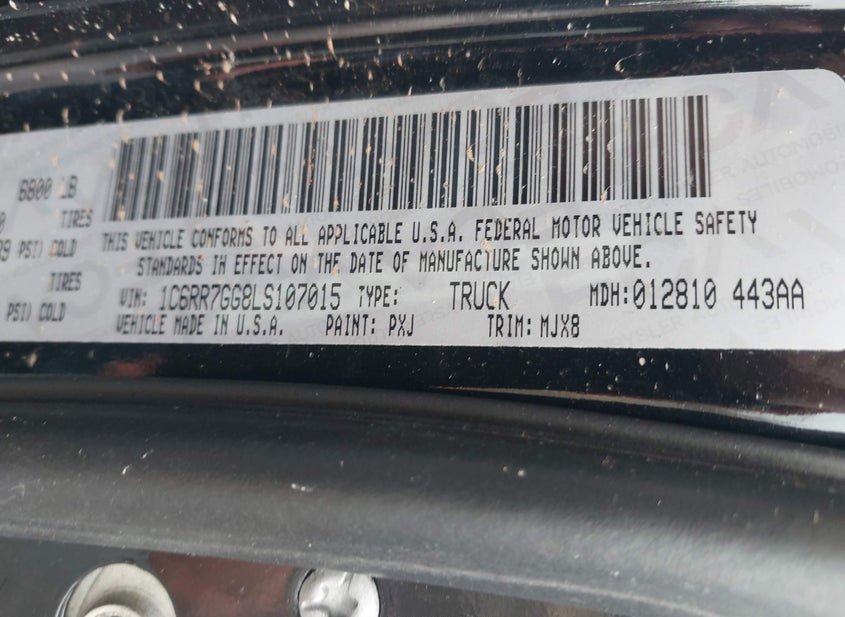 6800 LB
TIRES
PSI) COLD
THIS VEHICLE CONFORMS TO ALL APPLICABLE U.S.A. FEDERAL MOTOR VEHICLE SAFETY
STANDARDS IN EFFECT ON THE DATE OF MANUFACTURE SHOWN ABOVE.
TIRES
VIN: 1C6RR7GG8LS107015 TYPE: TRUCK MDH:012810 443AA
PSI) COLD
VEHICLE MADE IN U.S.A. PAINT: PXJ TRIM: MJX8